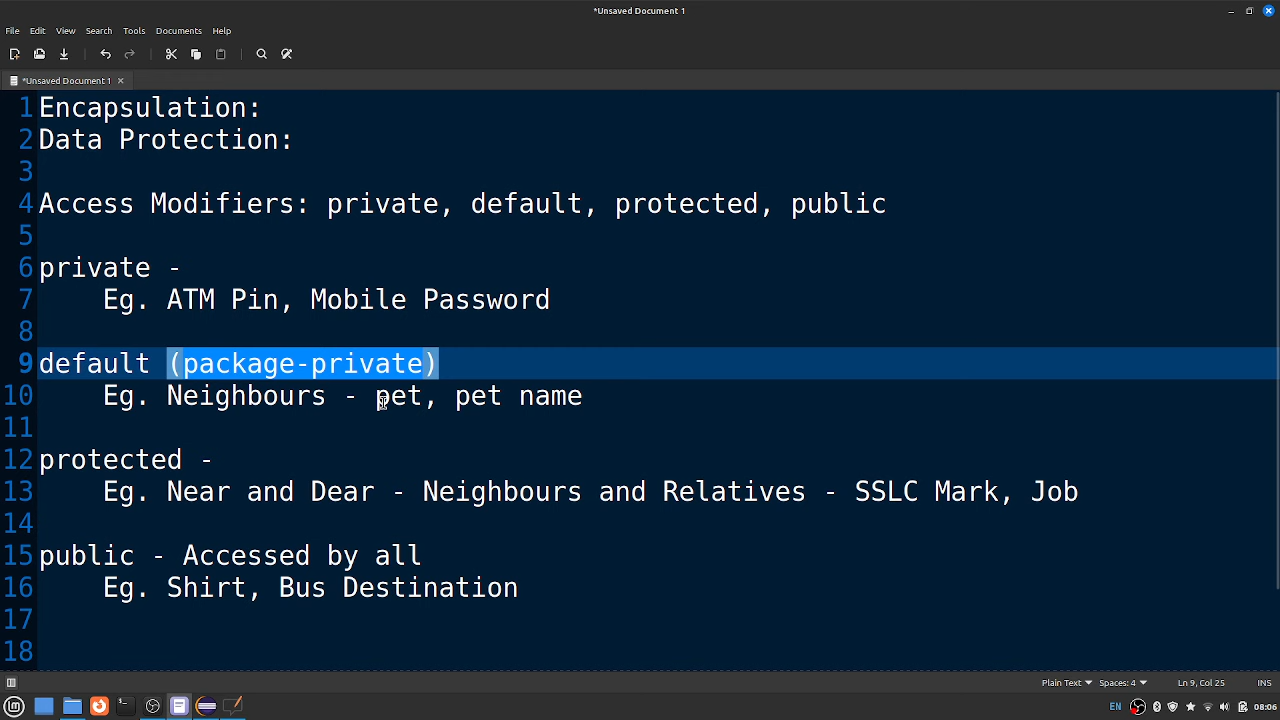 *Unsaved Document 1
File Edit View Search Tools Documents Help
*Unsaved Document 1
1 Encapsulation:
2 Data Protection:
3
4 Access Modifiers: private, default, protected, public
5
6 private -
7 Eg. ATM Pin, Mobile Password
8
9 default (package-private)
10 Eg. Neighbours - pet, pet name
11
12 protected -
13 Eg. Near and Dear - Neighbours and Relatives - SSLC Mark, Job
14
15 public - Accessed by all
16 Eg. Shirt, Bus Destination
17
18
Plain Text Spaces: 4 Ln 9, Col 25 INS
EN 08:06